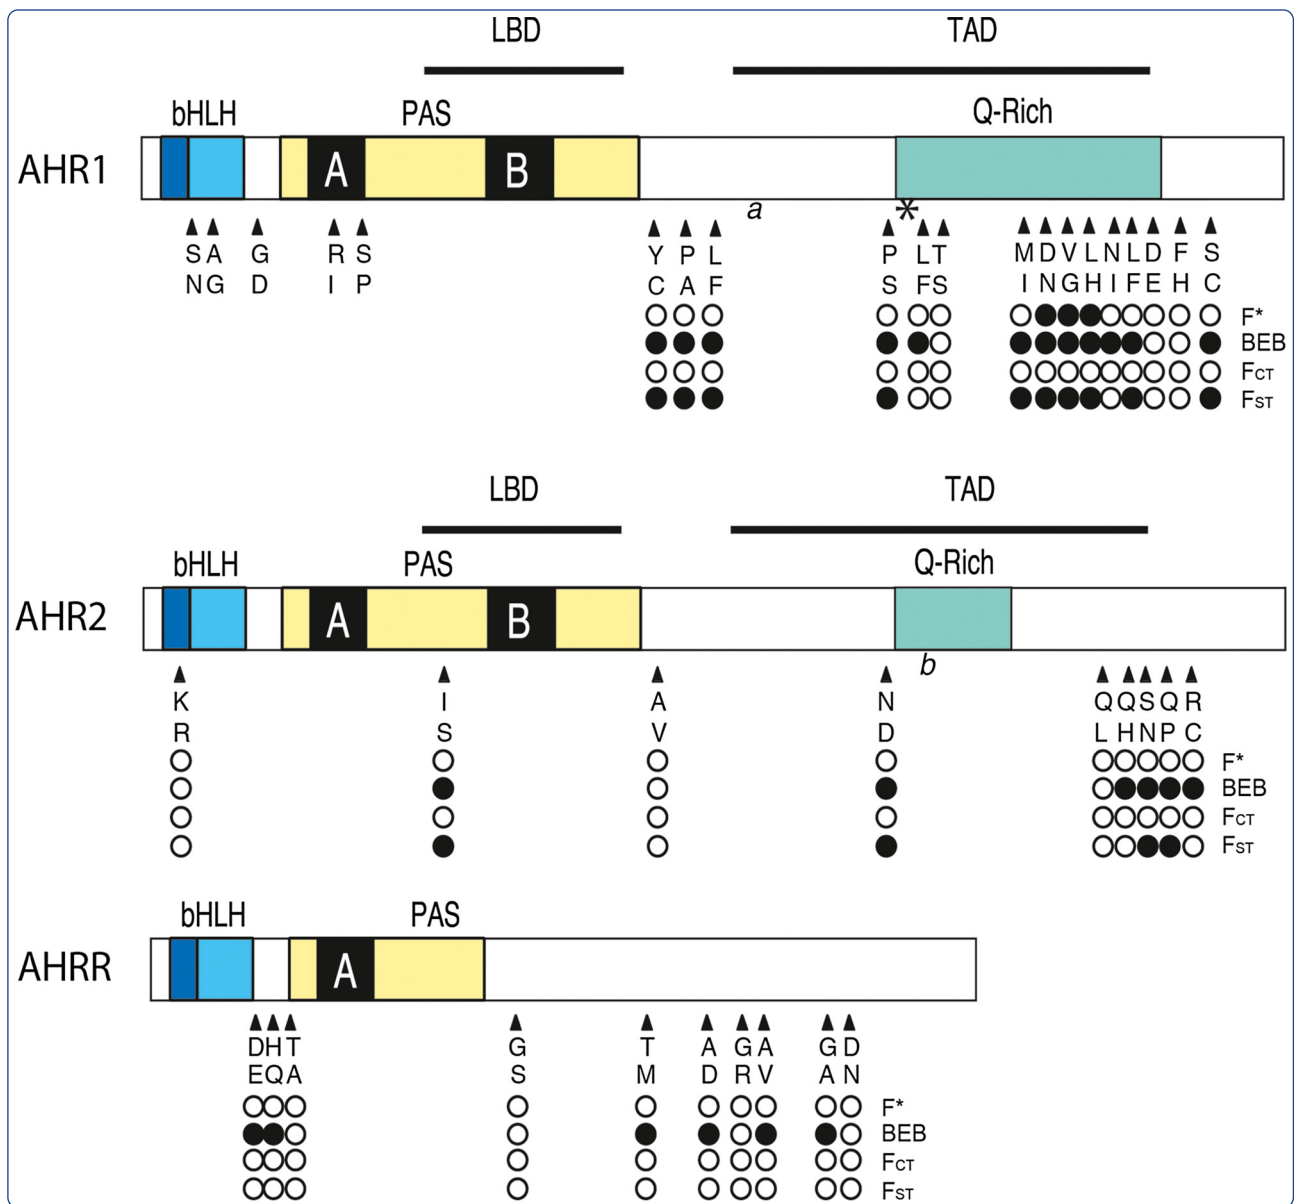 LBD TAD
bHLH PAS Q-Rich
AHR1 A B
a *
S A G R S Y P L P L T M D V L N L D F S
N G D I P C A F S F S I N G H I F E H C
F*
BEB
FCT
FST
LBD TAD
bHLH PAS Q-Rich
AHR2 A B
b
K I A N Q Q S Q R
R S V D L H N P C
F*
BEB
FCT
FST
bHLH PAS
AHRR A
D H T G T A G A G D
E Q A S M D R V A N
F*
BEB
FCT
FST